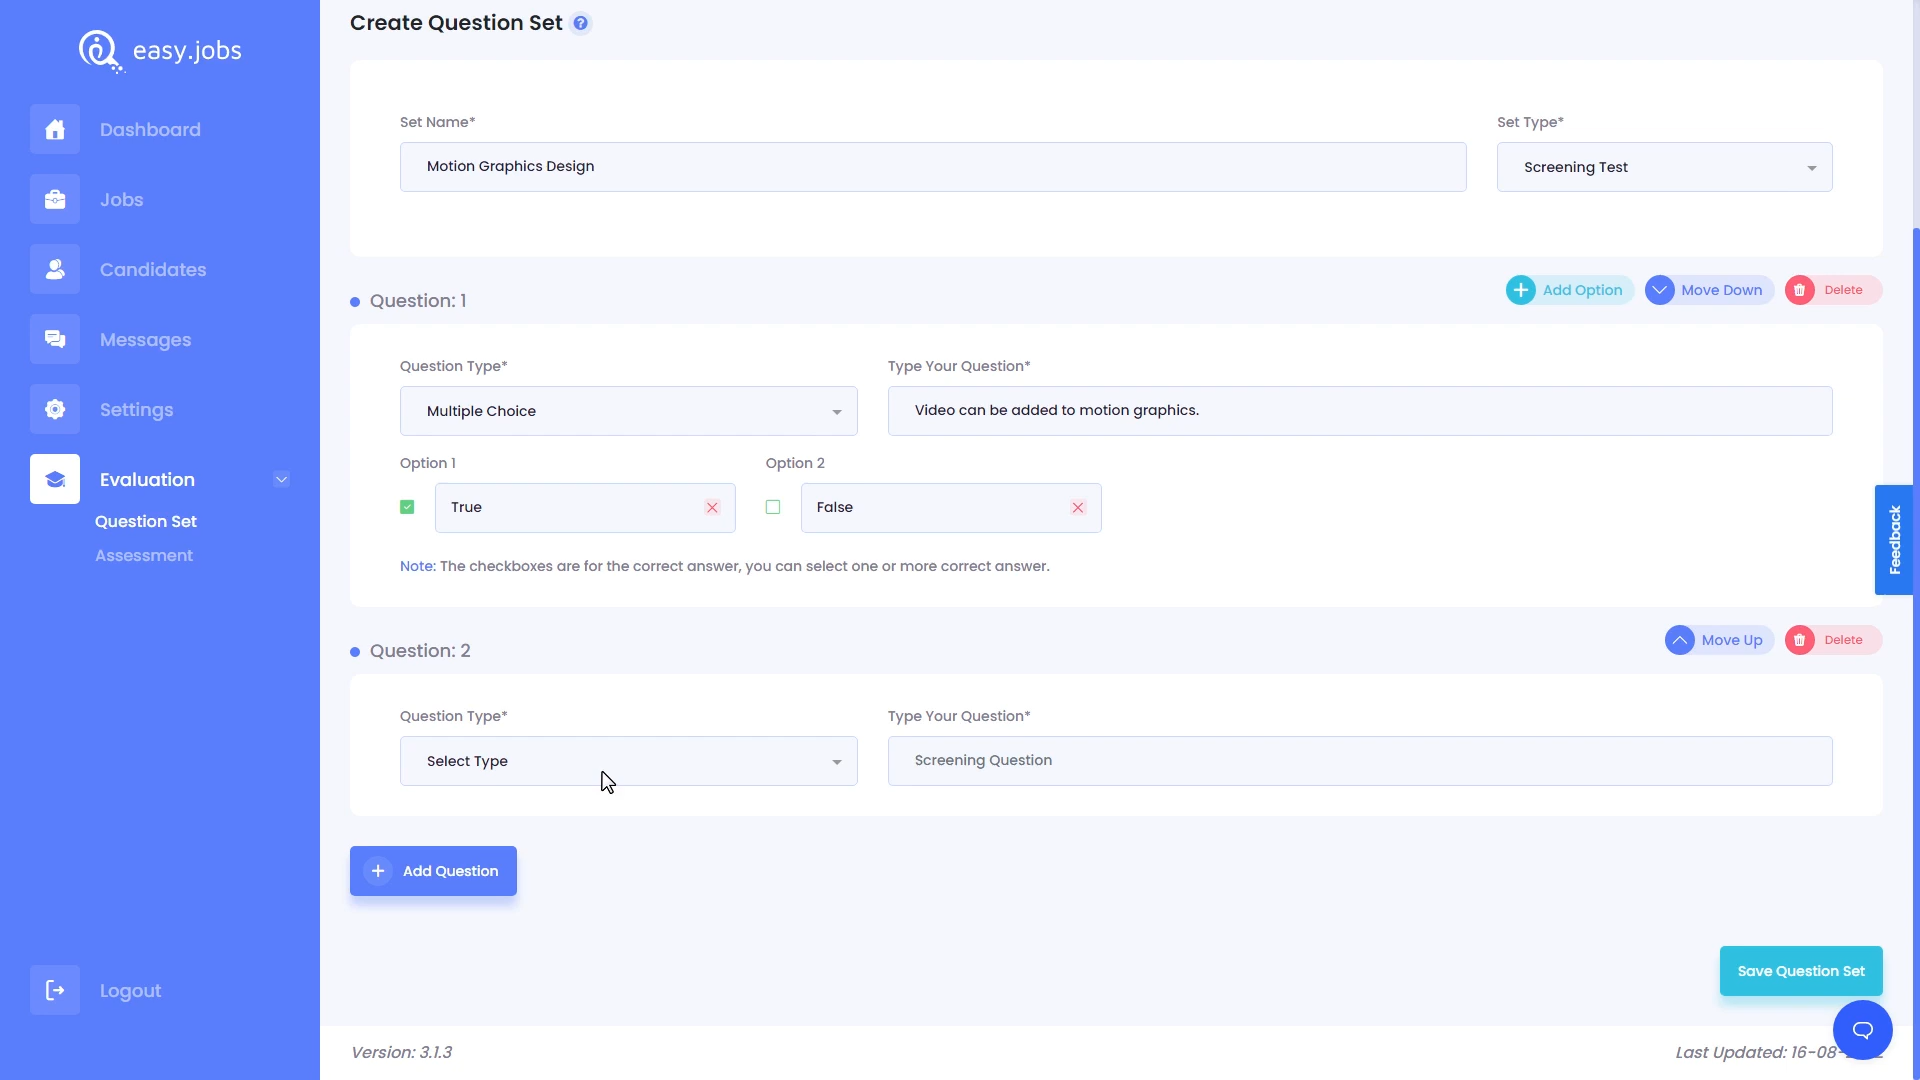 easy.jobs
Dashboard
Jobs
Candidates
Messages
Settings
Evaluation
Question Set
Assessment
Logout
Create Question Set ?
Set Name*
Motion Graphics Design
Set Type*
Screening Test
Question: 1
Add Option
Move Down
Delete
Question Type*
Multiple Choice
Type Your Question*
Video can be added to motion graphics.
Option 1
True
Option 2
False
Note: The checkboxes are for the correct answer, you can select one or more correct answer.
Question: 2
Move Up
Delete
Question Type*
Select Type
Type Your Question*
Screening Question
Add Question
Save Question Set
Feedback
Version: 3.1.3
Last Updated: 16-08-